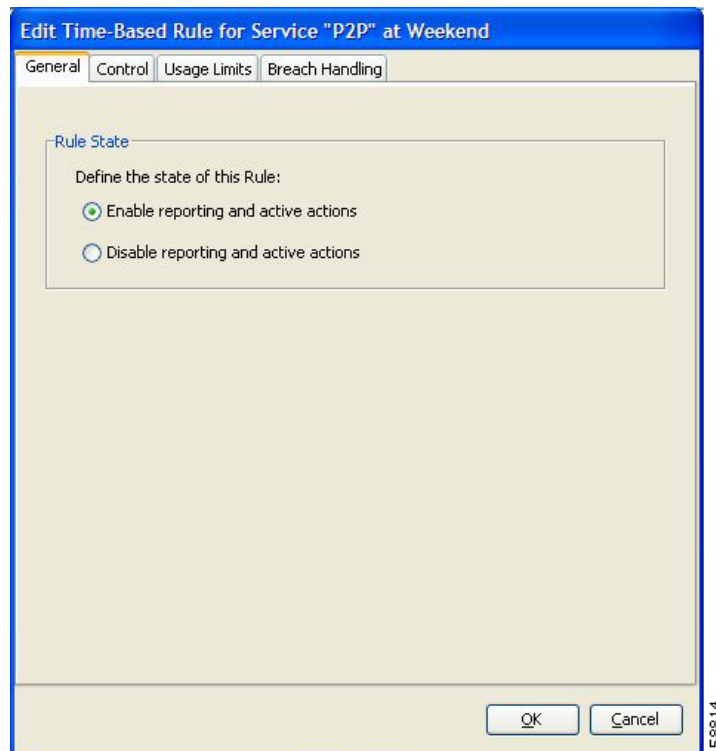 Edit Time-Based Rule for Service "P2P" at Weekend
General Control Usage Limits Breach Handling
Rule State
Define the state of this Rule:
Enable reporting and active actions
Disable reporting and active actions
OK Cancel